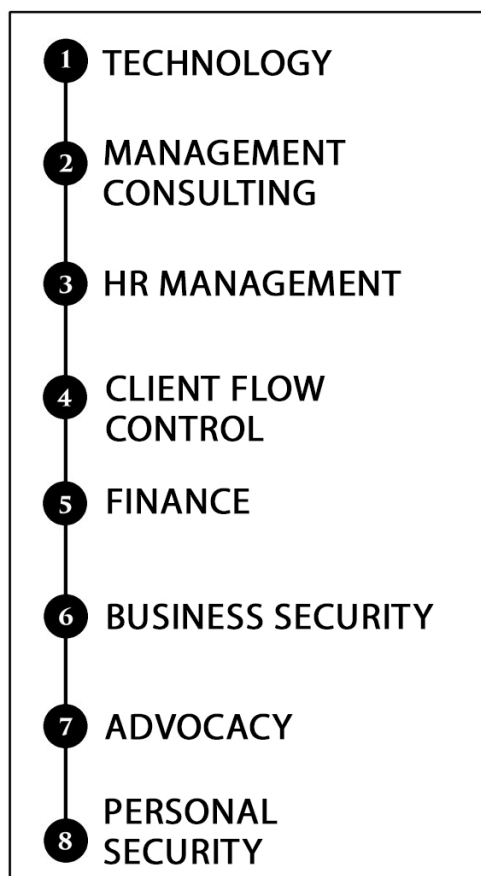 1 TECHNOLOGY
2 MANAGEMENT
CONSULTING
3 HR MANAGEMENT
4 CLIENT FLOW
CONTROL
5 FINANCE
6 BUSINESS SECURITY
7 ADVOCACY
8 PERSONAL
SECURITY